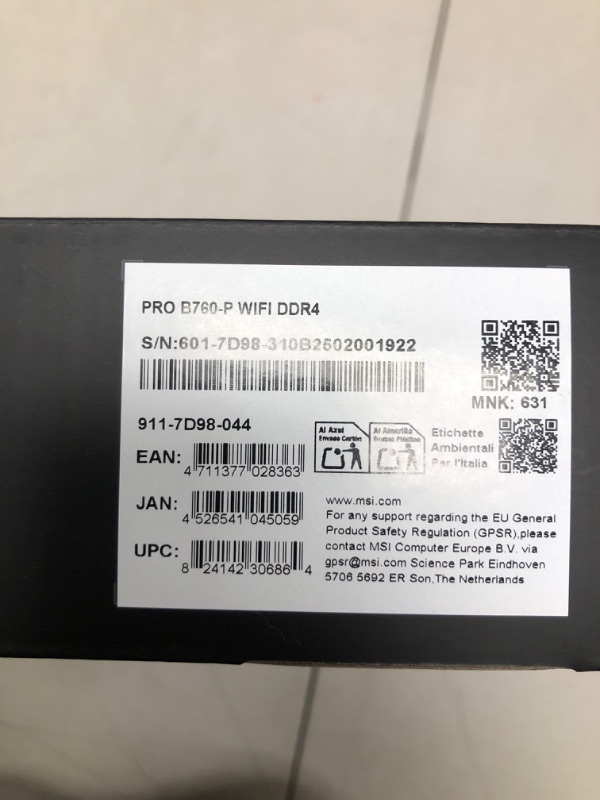 PRO B760-P WIFI DDR4
S/N:601-7D98-310B2502001922
MNK: 631
911-7D98-044
Al Azul
Envase Cartón
Al Amarillo
Envase Plástico
Etichette
Ambientali
Per l'Italia
EAN:
4 711377 028363
JAN:
4 526541 045059
UPC:
8 24142 30686 4
www.msi.com
For any support regarding the EU General
Product Safety Regulation (GPSR),please
contact MSI Computer Europe B.V. via
gpsr@msi.com Science Park Eindhoven
5706 5692 ER Son,The Netherlands